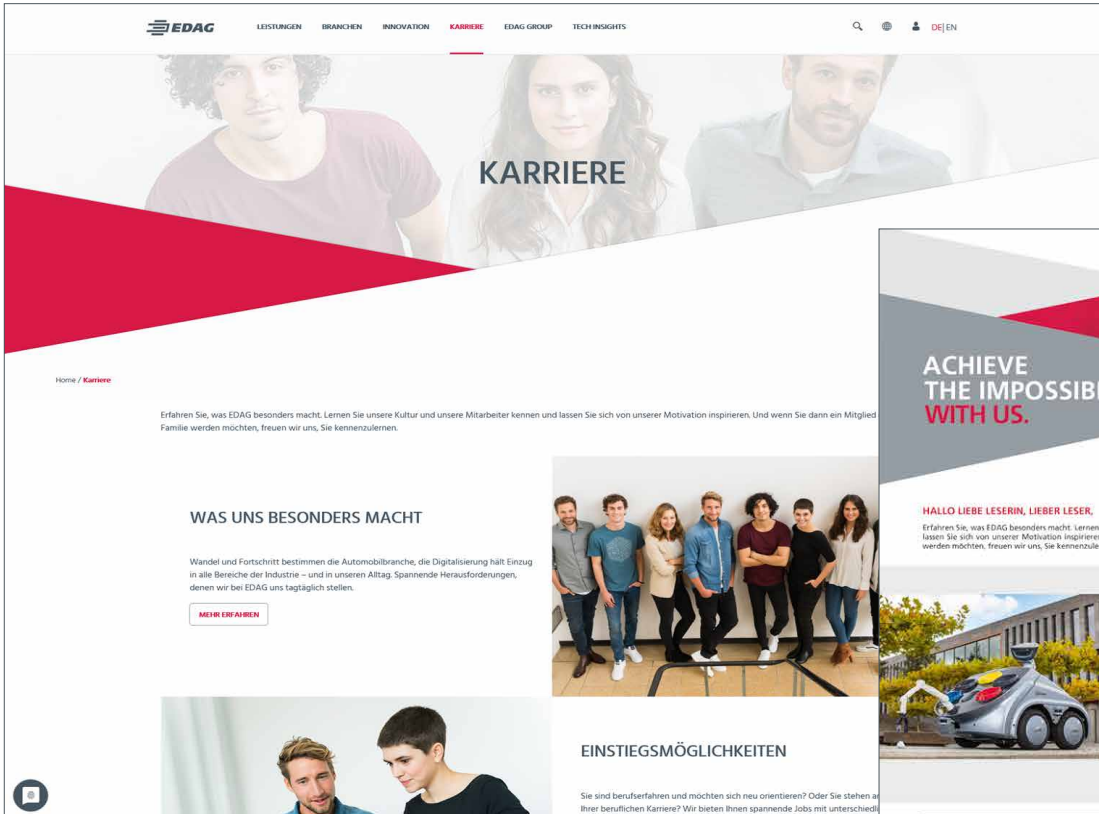 EDAG
LEISTUNGEN BRANCHEN INNOVATION KARRIERE EDAG GROUP TECH INSIGHTS
DE|EN
KARRIERE
Home / Karriere
Erfahren Sie, was EDAG besonders macht. Lernen Sie unsere Kultur und unsere Mitarbeiter kennen und lassen Sie sich von unserer Motivation inspirieren. Und wenn Sie dann ein Mitglied
Familie werden möchten, freuen wir uns, Sie kennenzulernen.
WAS UNS BESONDERS MACHT
Wandel und Fortschritt bestimmen die Automobilbranche, die Digitalisierung hält Einzug
in alle Bereiche der Industrie – und in unseren Alltag. Spannende Herausforderungen,
denen wir bei EDAG uns tagtäglich stellen.
MEHR ERFAHREN
EINSTIEGSMÖGLICHKEITEN
Sie sind berufserfahren und möchten sich neu orientieren? Oder Sie stehen a
Ihrer beruflichen Karriere? Wir bieten Ihnen spannende Jobs mit unterschiedli
ACHIEVE
THE IMPOSSIB
WITH US.
HALLO LIEBE LESERIN, LIEBER LESER,
Erfahren Sie, was EDAG besonders macht. Lernen
lassen Sie sich von unserer Motivation inspiriere
werden möchten, freuen wir uns, Sie kennenzule